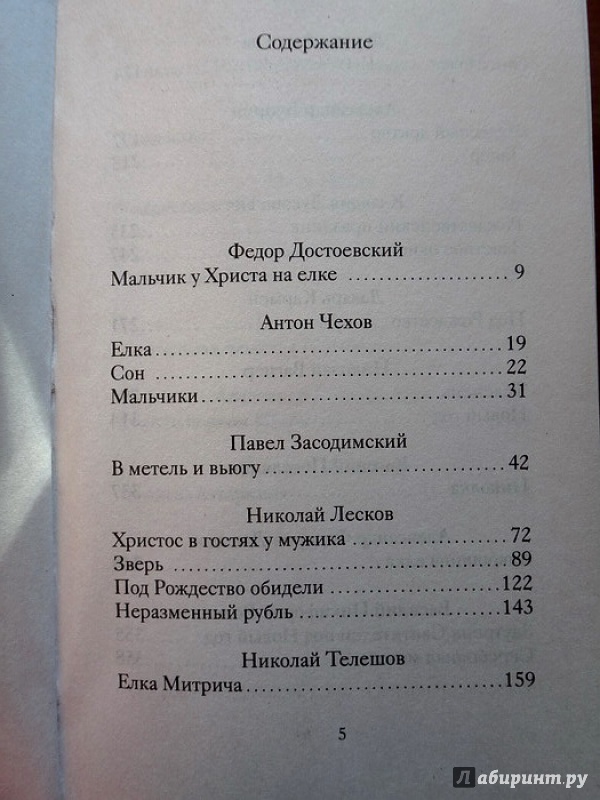 Содержание
Федор Достоевский
Мальчик у Христа на елке ........................ 9
Антон Чехов
Елка ........................ 19
Сон ........................ 22
Мальчики ........................ 31
Павел Засодимский
В метель и вьюгу ........................ 42
Николай Лесков
Христос в гостях у мужика ........................ 72
Зверь ........................ 89
Под Рождество обидели ........................ 122
Неразменный рубль ........................ 143
Николай Телешов
Елка Митрича ........................ 159
5
Лабиринт.ру